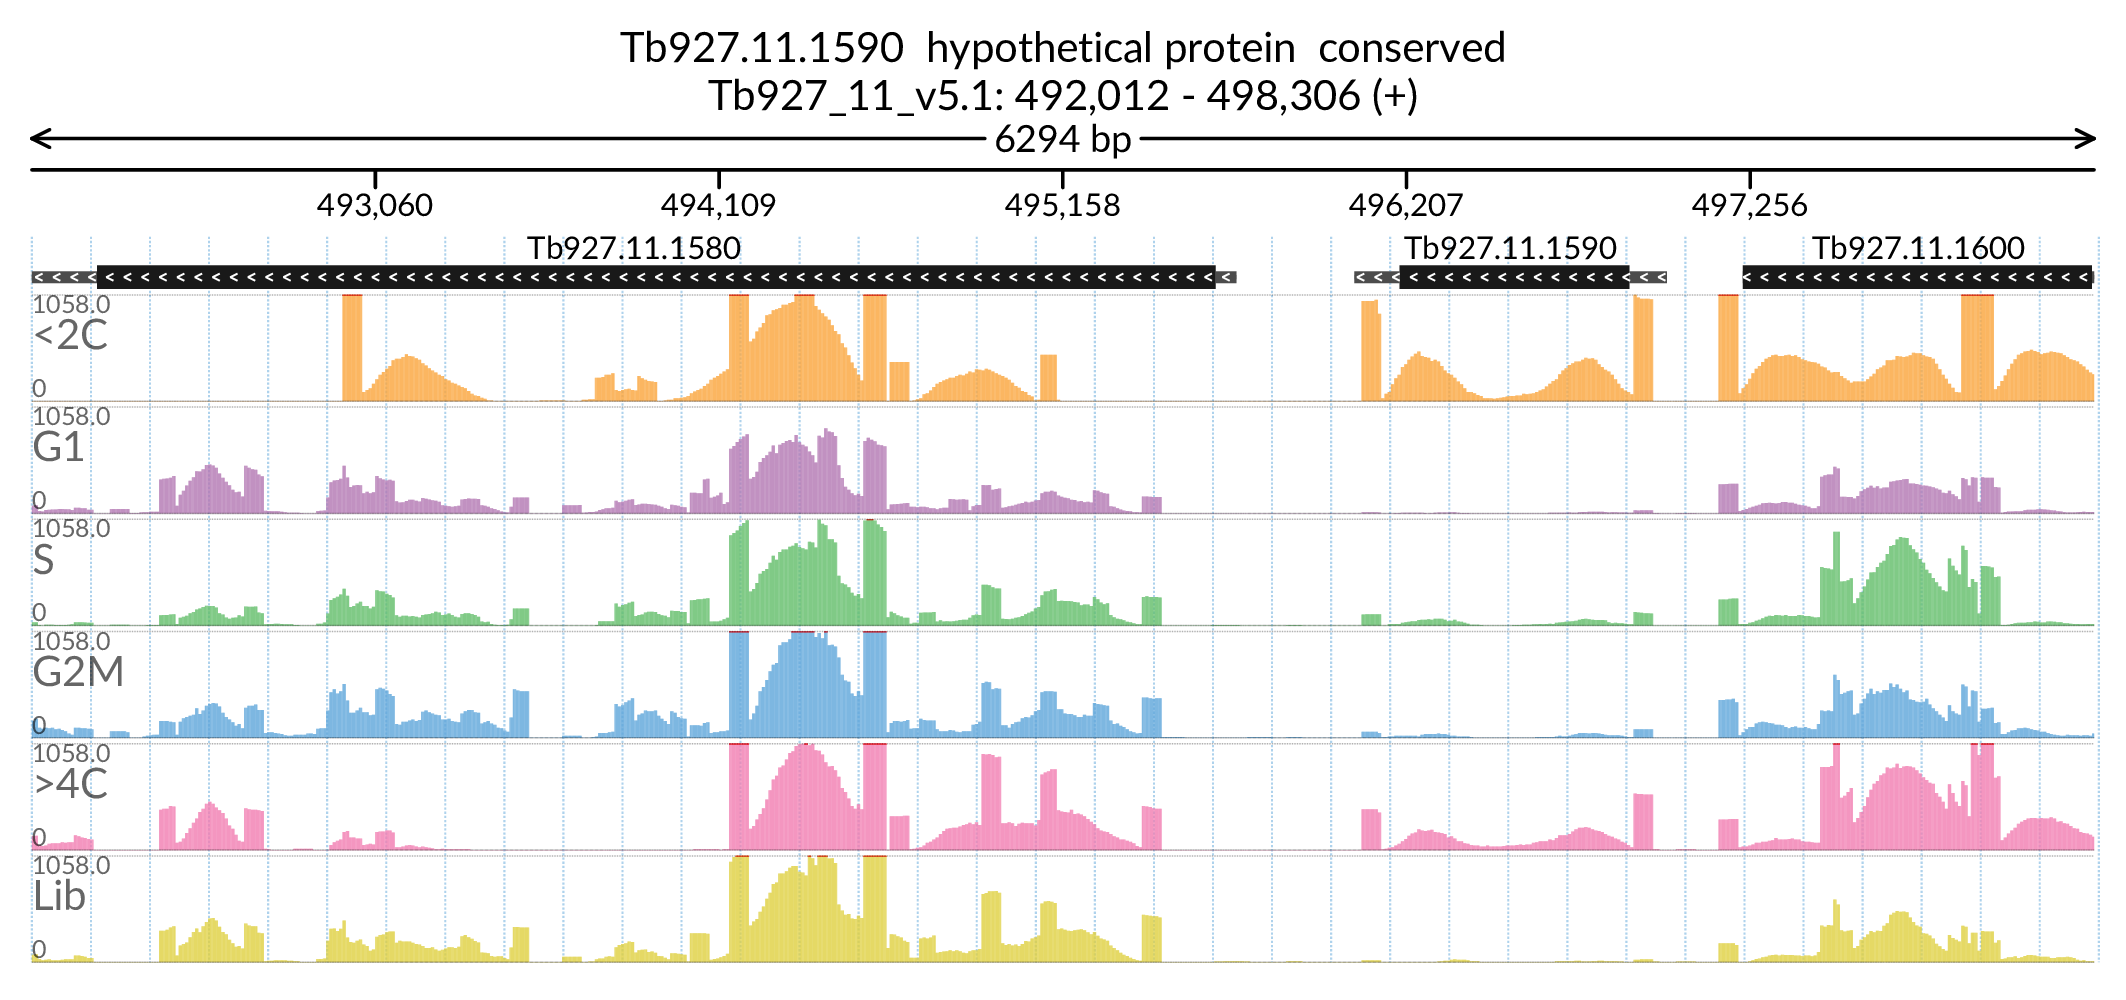 Tb927.11.1590  hypothetical protein  conserved
Tb927_11_v5.1: 492,012 - 498,306 (+)
6294 bp
493,060 494,109 495,158 496,207 497,256
Tb927.11.1580 Tb927.11.1590 Tb927.11.1600
1058.0
<2C
0
1058.0
G1
0
1058.0
S
0
1058.0
G2M
0
1058.0
>4C
0
1058.0
Lib
0